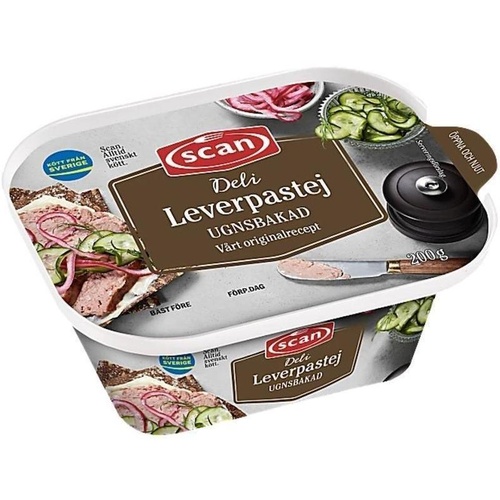 KÖTT FRÅN
SVERIGE
Scan.
Alltid
svenskt
kött.
scan
Deli
Leverpastej
UGNSBAKAD
Vårt originalrecept
ÖPPNA OCH NJUT
Serveringsförslag
200g
BÄST FÖRE
FÖRP.DAG
scan
Deli
Leverpastej
UGNSBAKAD
KÖTT FRÅN
SVERIGE
Scan.
Alltid
svenskt
kött.